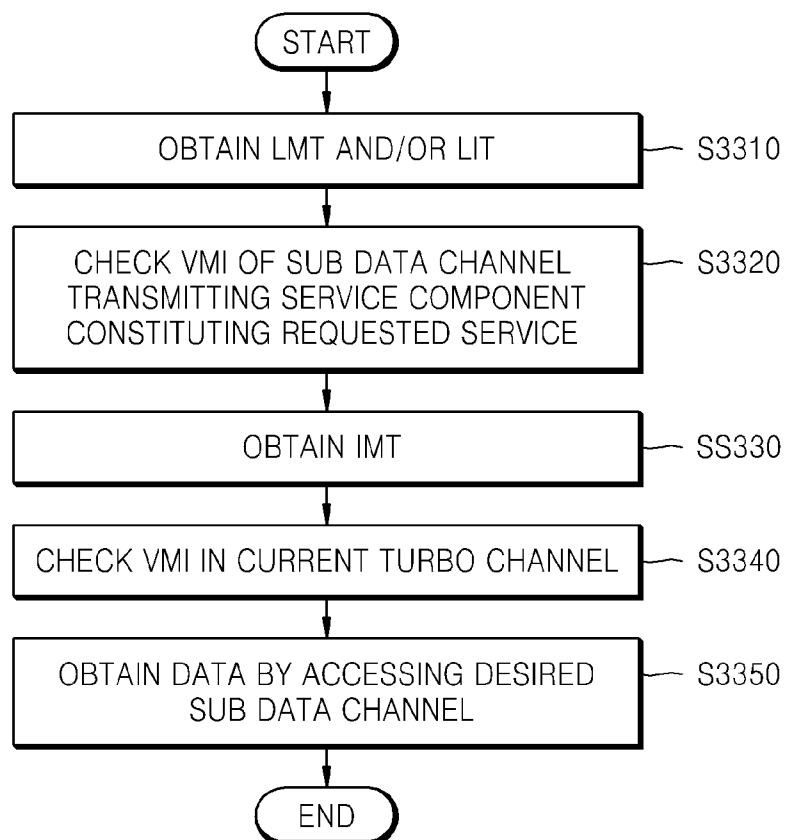 START
OBTAIN LMT AND/OR LIT
S3310
CHECK VMI OF SUB DATA CHANNEL
TRANSMITTING SERVICE COMPONENT
CONSTITUTING REQUESTED SERVICE
S3320
OBTAIN IMT
SS330
CHECK VMI IN CURRENT TURBO CHANNEL
S3340
OBTAIN DATA BY ACCESSING DESIRED
SUB DATA CHANNEL
S3350
END